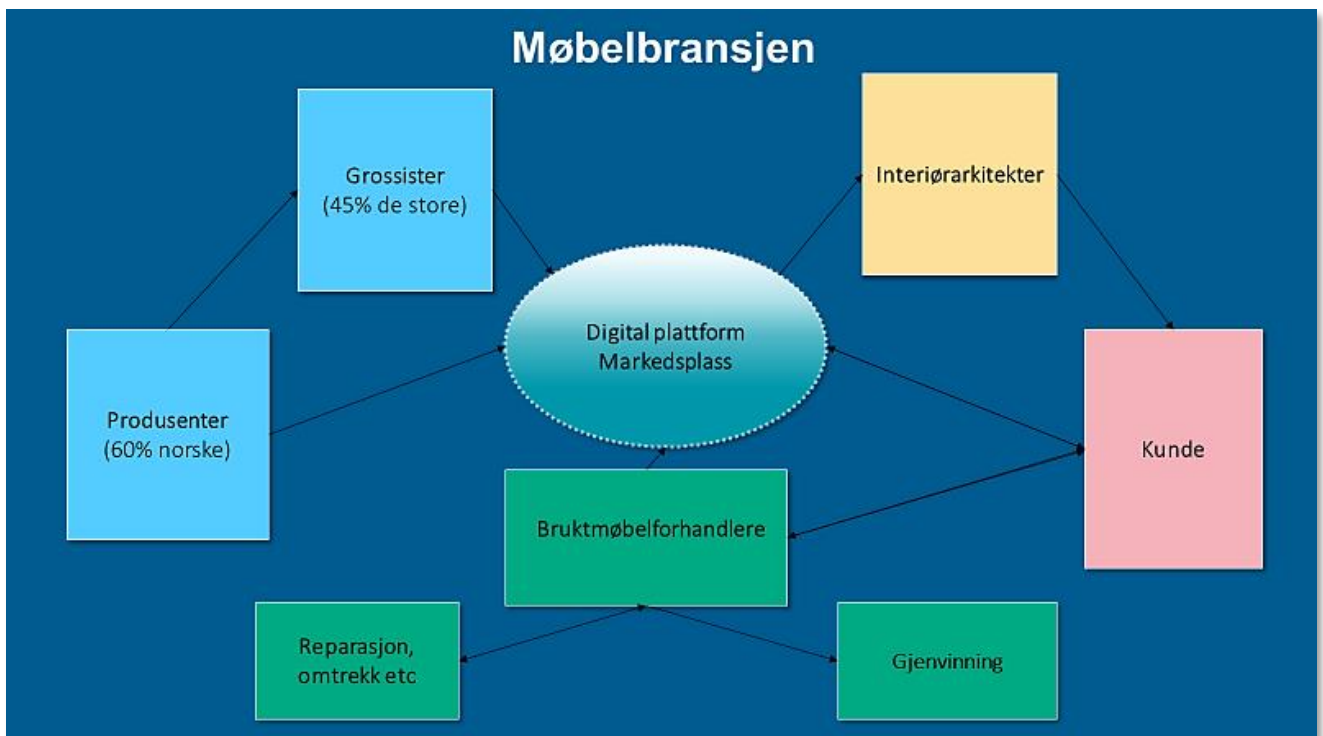 Møbelbransjen
Grossister
(45% de store)
Interiørarkitekter
Digital plattform
Markedsplass
Produsenter
(60% norske)
Kunde
Bruktmøbelforhandlere
Reparasjon,
omtrekk etc
Gjenvinning